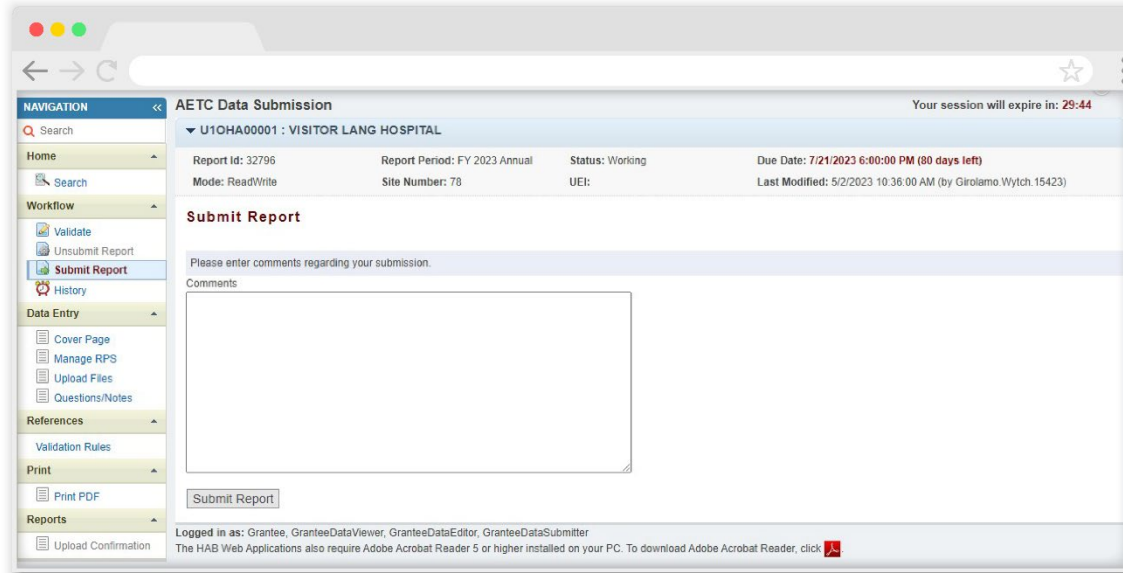 NAVIGATION «
Search
Home
Search
Workflow
Validate
Unsubmit Report
Submit Report
History
Data Entry
Cover Page
Manage RPS
Upload Files
Questions/Notes
References
Validation Rules
Print
Print PDF
Reports
Upload Confirmation
AETC Data Submission Your session will expire in: 29:44
U1OHA00001 : VISITOR LANG HOSPITAL
Report Id: 32796 Report Period: FY 2023 Annual Status: Working Due Date: 7/21/2023 6:00:00 PM (80 days left)
Mode: ReadWrite Site Number: 78 UEI: Last Modified: 5/2/2023 10:36:00 AM (by Girolamo.Wytch.15423)
Submit Report
Please enter comments regarding your submission.
Comments
Submit Report
Logged in as: Grantee, GranteeDataViewer, GranteeDataEditor, GranteeDataSubmitter
The HAB Web Applications also require Adobe Acrobat Reader 5 or higher installed on your PC. To download Adobe Acrobat Reader, click .